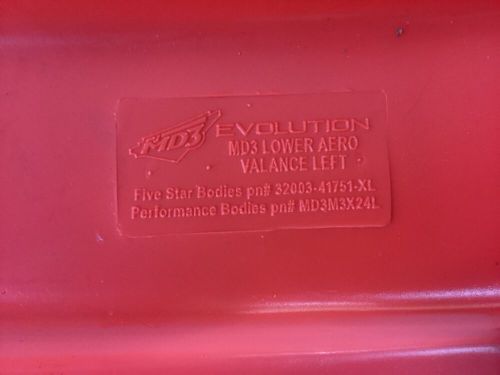 MD3 EVOLUTION
MD3 LOWER AERO
VALANCE LEFT
Five Star Bodies pn# 32003-41751-XL
Performance Bodies pn# MD3M3X24L